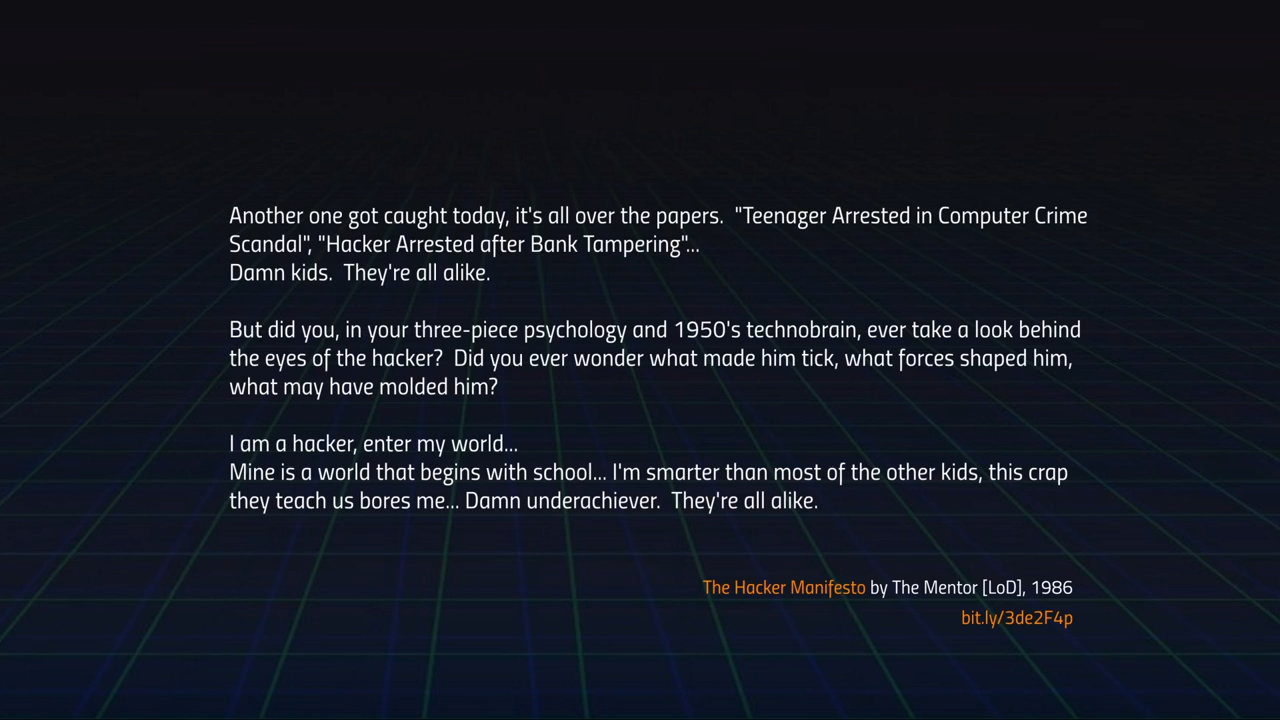 Another one got caught today, it's all over the papers.  "Teenager Arrested in Computer Crime
Scandal", "Hacker Arrested after Bank Tampering"...
Damn kids.  They're all alike.
But did you, in your three-piece psychology and 1950's technobrain, ever take a look behind
the eyes of the hacker?  Did you ever wonder what made him tick, what forces shaped him,
what may have molded him?
I am a hacker, enter my world...
Mine is a world that begins with school... I'm smarter than most of the other kids, this crap
they teach us bores me... Damn underachiever.  They're all alike.
The Hacker Manifesto by The Mentor [LoD], 1986
bit.ly/3de2F4p